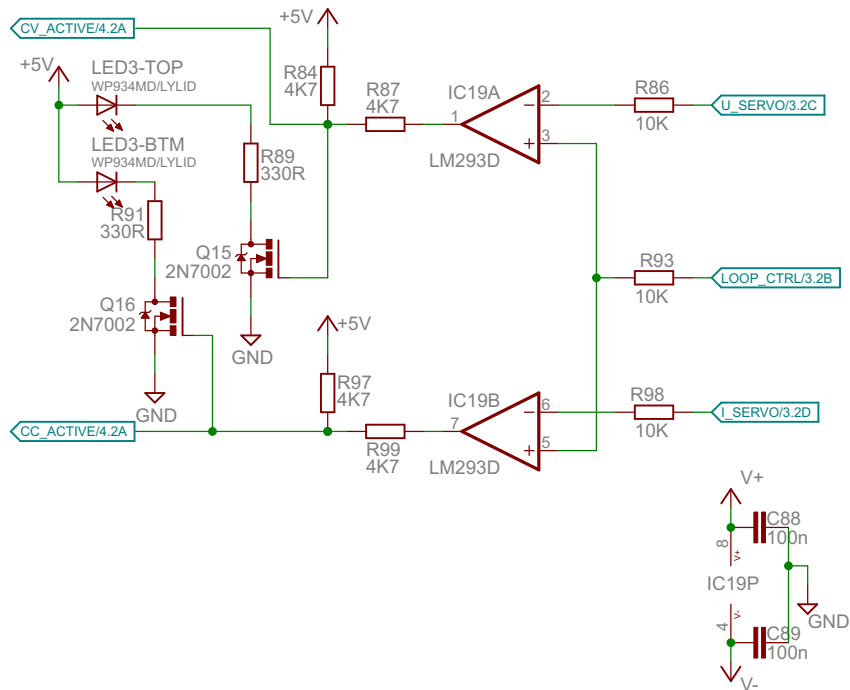 CV_ACTIVE/4.2A
+5V
+5V
LED3-TOP
WP934MD/LYLID
R84
4K7
R87
4K7
1
IC19A
LM293D
-
2
+
3
R86
10K
U_SERVO/3.2C
LED3-BTM
WP934MD/LYLID
R89
330R
R91
330R
Q15
2N7002
R93
10K
LOOP_CTRL/3.2B
Q16
2N7002
GND
GND
+5V
R97
4K7
CC_ACTIVE/4.2A
R99
4K7
7
IC19B
LM293D
-
6
+
5
R98
10K
I_SERVO/3.2D
V+
C88
100n
8
V+
IC19P
GND
4
V-
C89
100n
V-